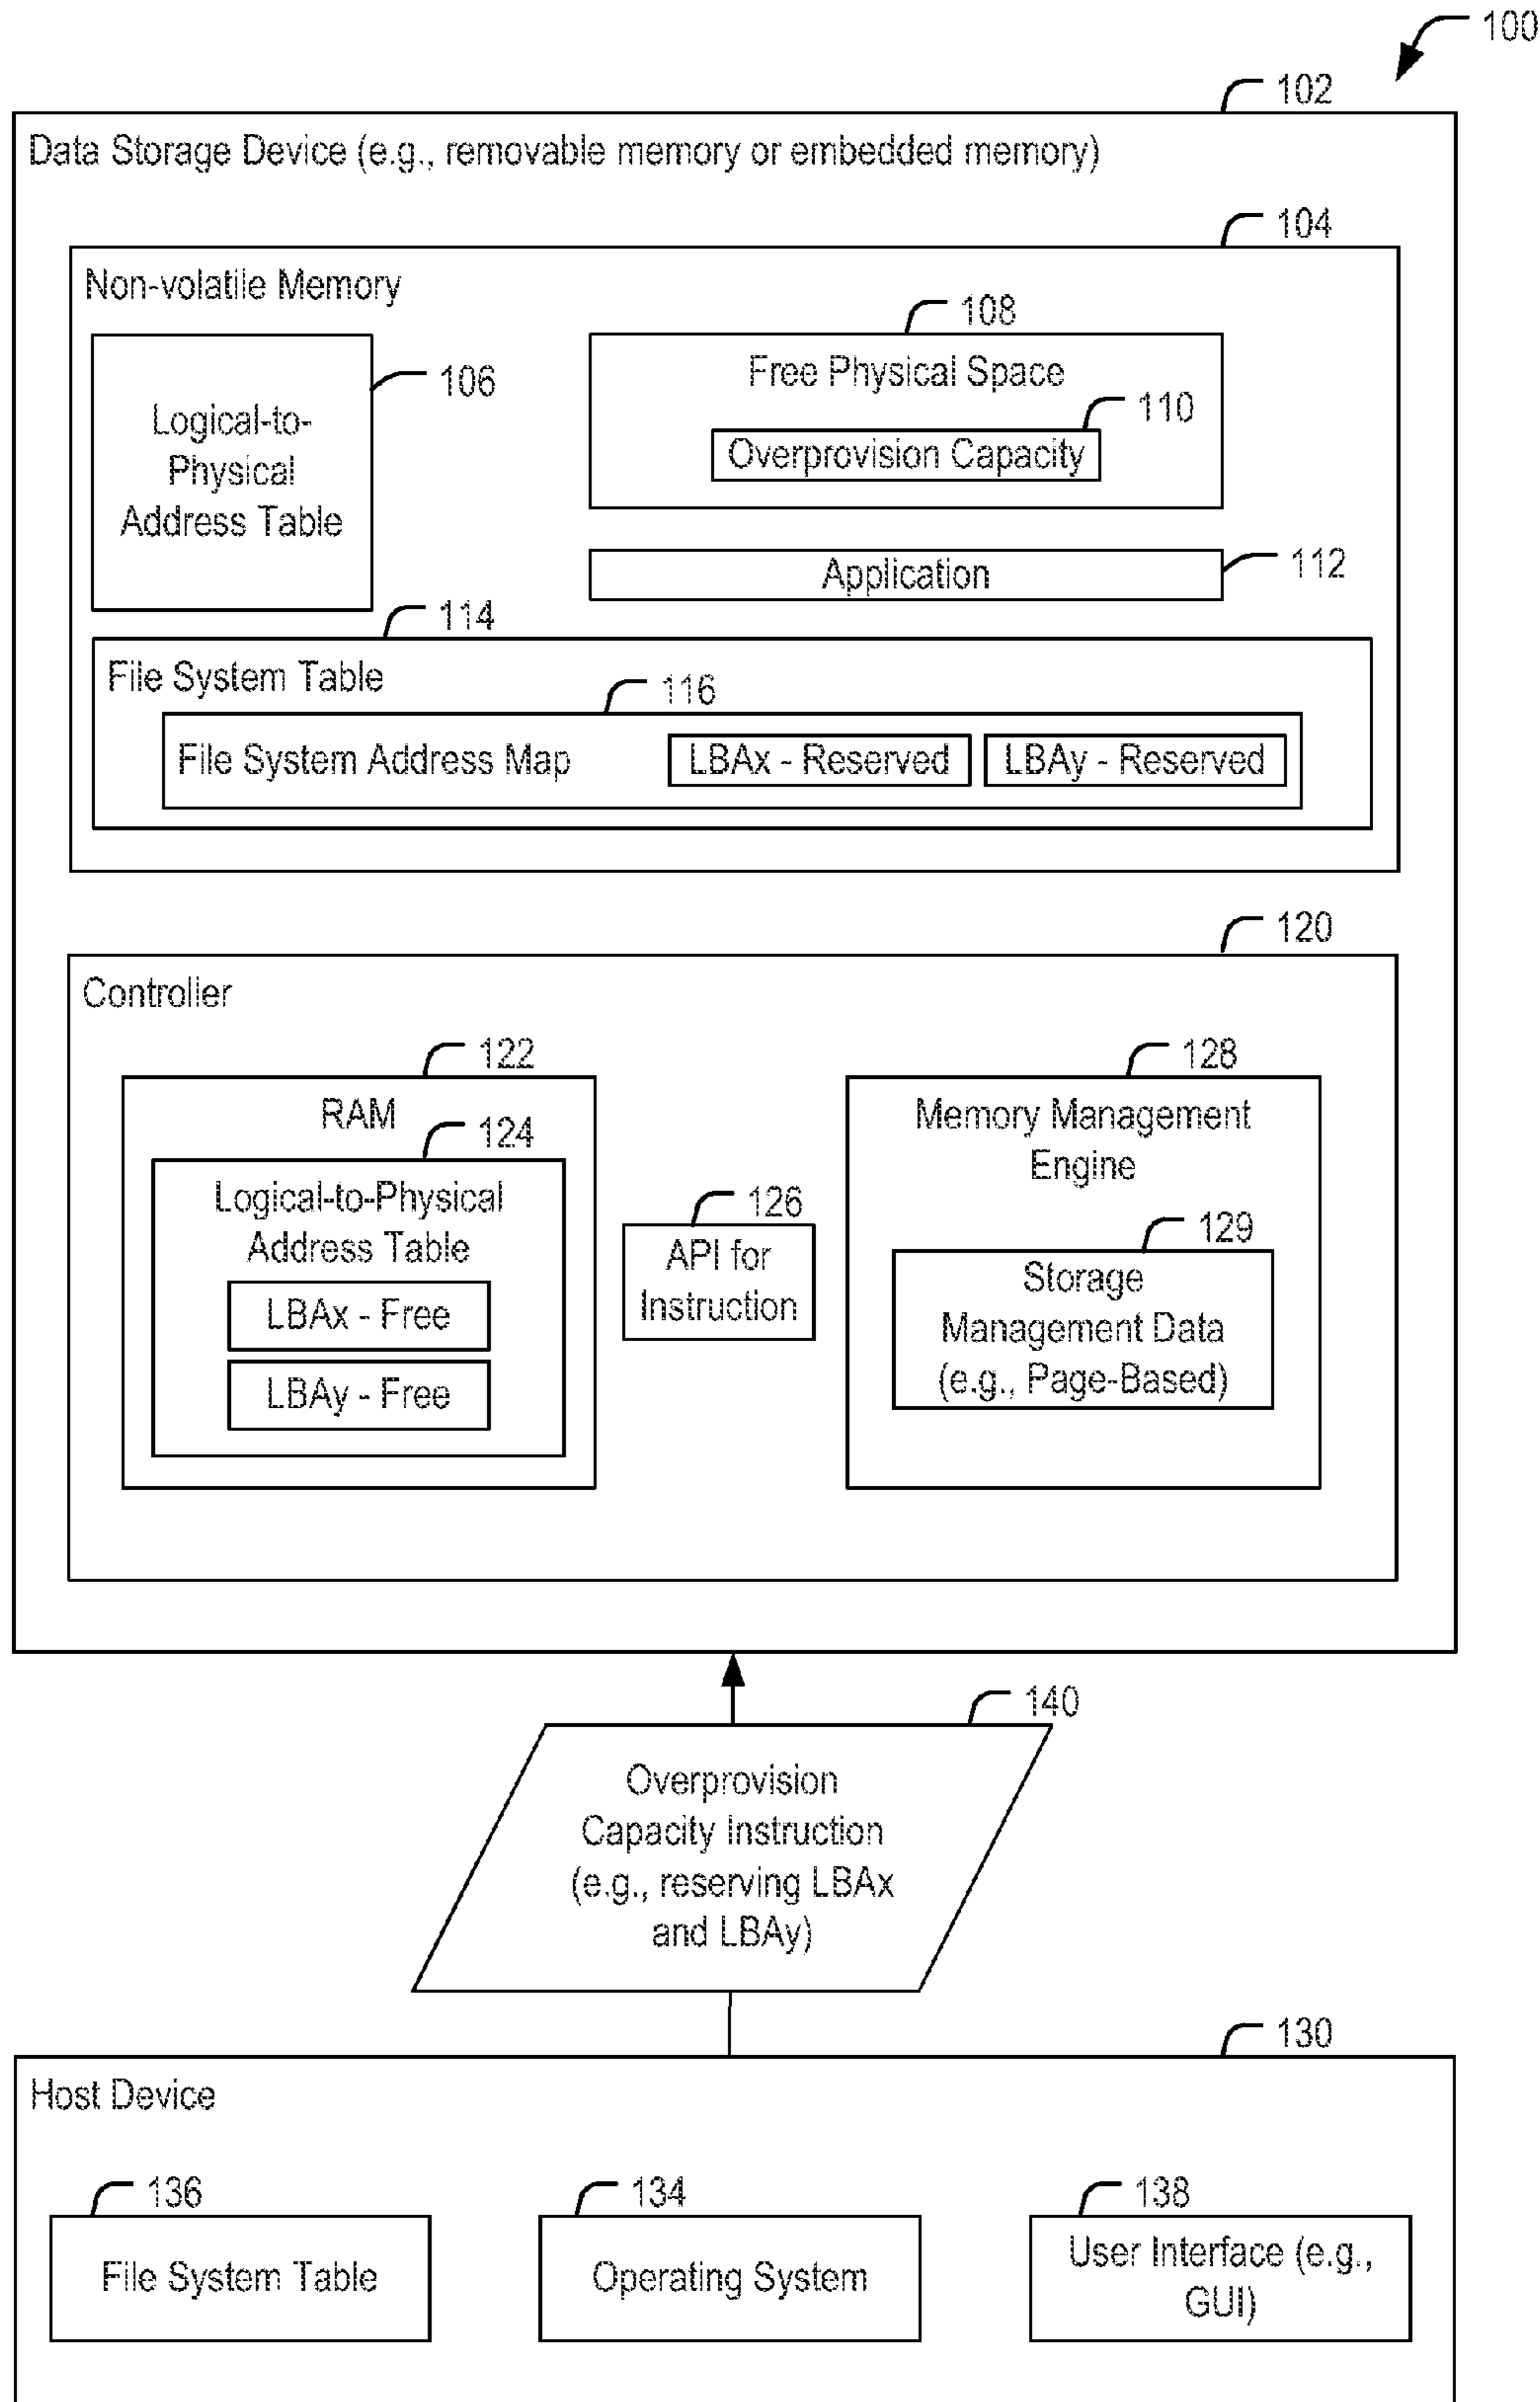 100
102
Data Storage Device (e.g., removable memory or embedded memory)
104
Non-volatile Memory
108
Free Physical Space
106
Logical-to-
Physical
Address Table
110
Overprovision Capacity
112
Application
114
File System Table
116
File System Address Map
LBAx - Reserved
LBAy - Reserved
120
Controller
122
RAM
124
Logical-to-Physical
Address Table
LBAx - Free
LBAy - Free
126
API for
Instruction
128
Memory Management
Engine
129
Storage
Management Data
(e.g., Page-Based)
140
Overprovision
Capacity Instruction
(e.g., reserving LBAx
and LBAy)
130
Host Device
136
File System Table
134
Operating System
138
User Interface (e.g.,
GUI)